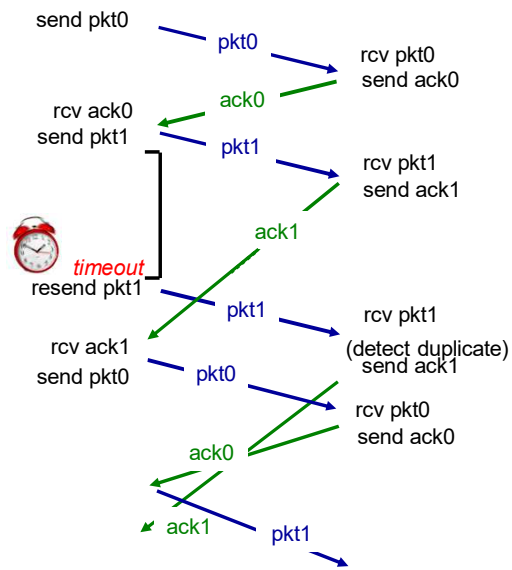 send pkt0
pkt0
rcv pkt0
send ack0
ack0
rcv ack0
send pkt1
pkt1
rcv pkt1
send ack1
ack1
timeout
resend pkt1
pkt1
rcv pkt1
(detect duplicate)
send ack1
rcv ack1
send pkt0
pkt0
rcv pkt0
send ack0
ack0
ack1
pkt1